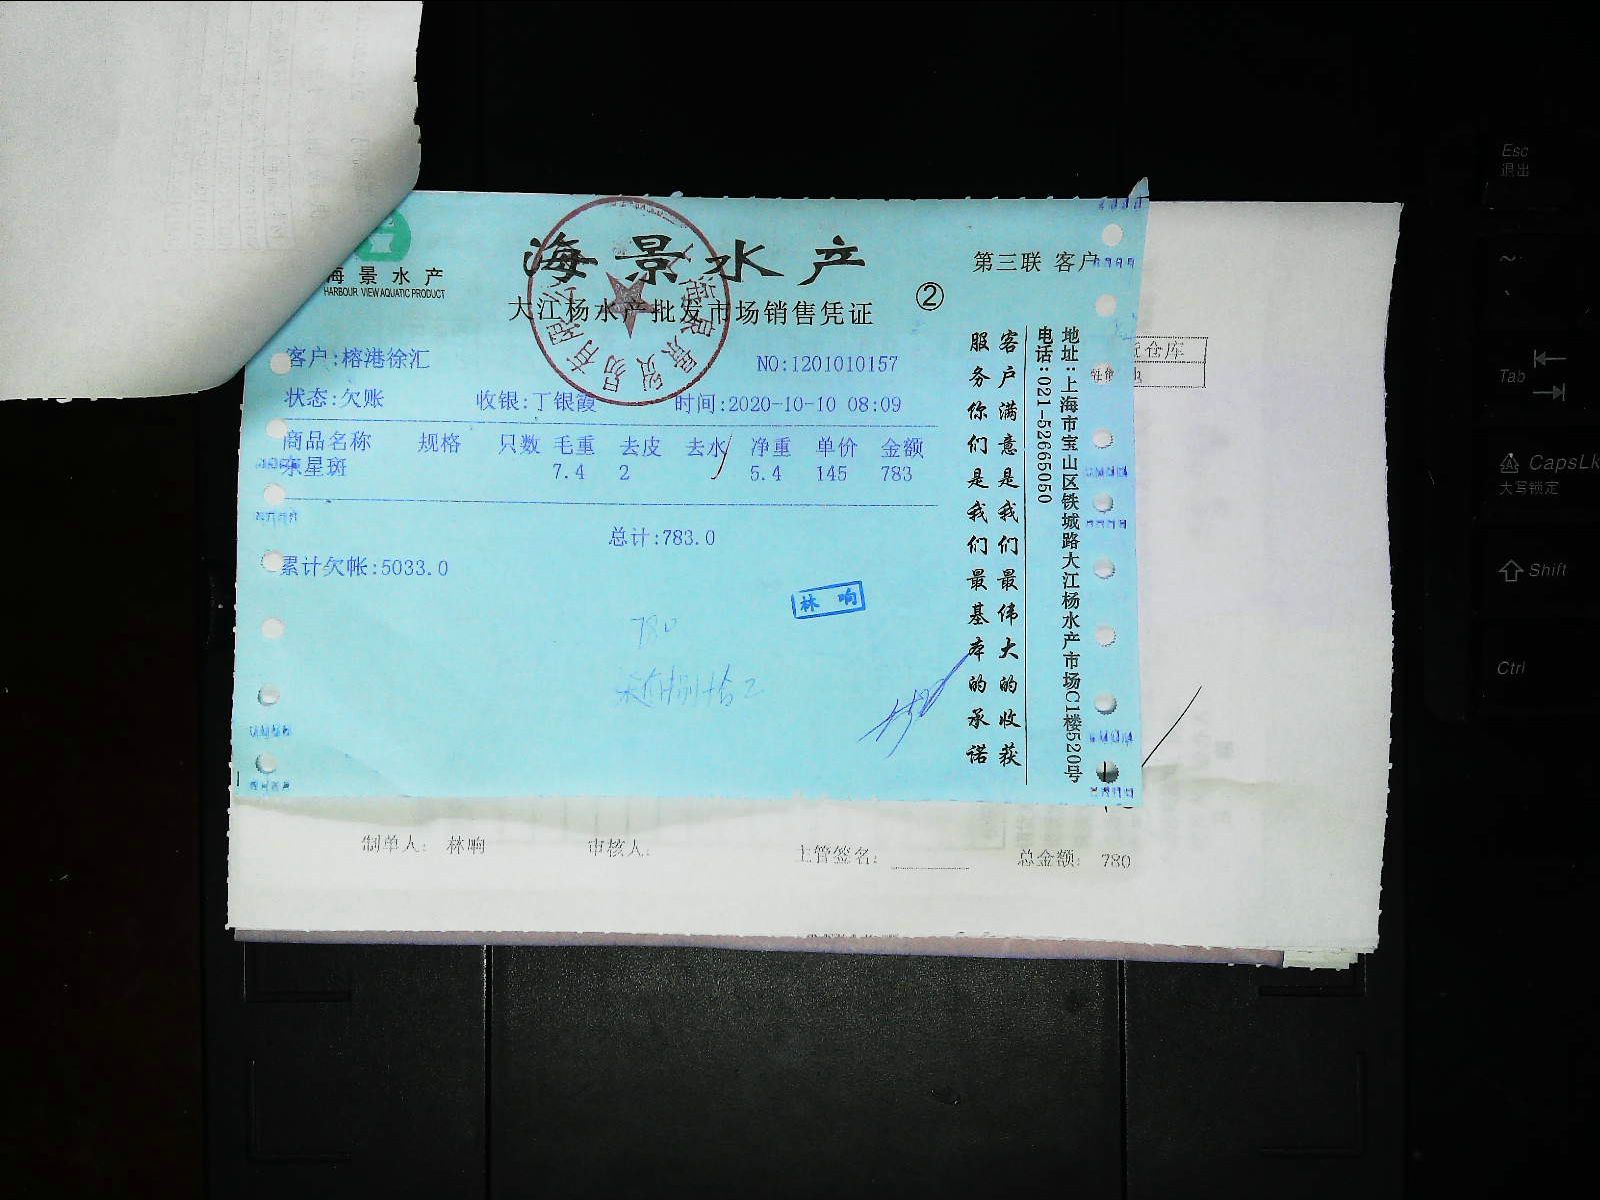 海景水产
HARBOUR VIEW AQUATIC PRODUCT
海景水产
大江杨水产批发市场销售凭证
②
第三联 客户
客户:榕港徐汇
NO:1201010157
状态:欠账 收银:丁银霞 时间:2020-10-10 08:09
商品名称 规格 只数 毛重 去皮 去水 净重 单价 金额
东星斑 7.4 2 5.4 145 783
总计:783.0
累计欠帐:5033.0
林响
780
客户满意是我们最伟大的收获
服务你们是我们最基本的承诺
地址:上海市宝山区铁城路大江杨水产市场C1楼520号
电话:021-52665050
仓库
制单人: 林响 审核人: 主管签名: 总金额: 780
Esc
退出
~
Tab
CapsLk
大写锁定
Shift
Ctrl